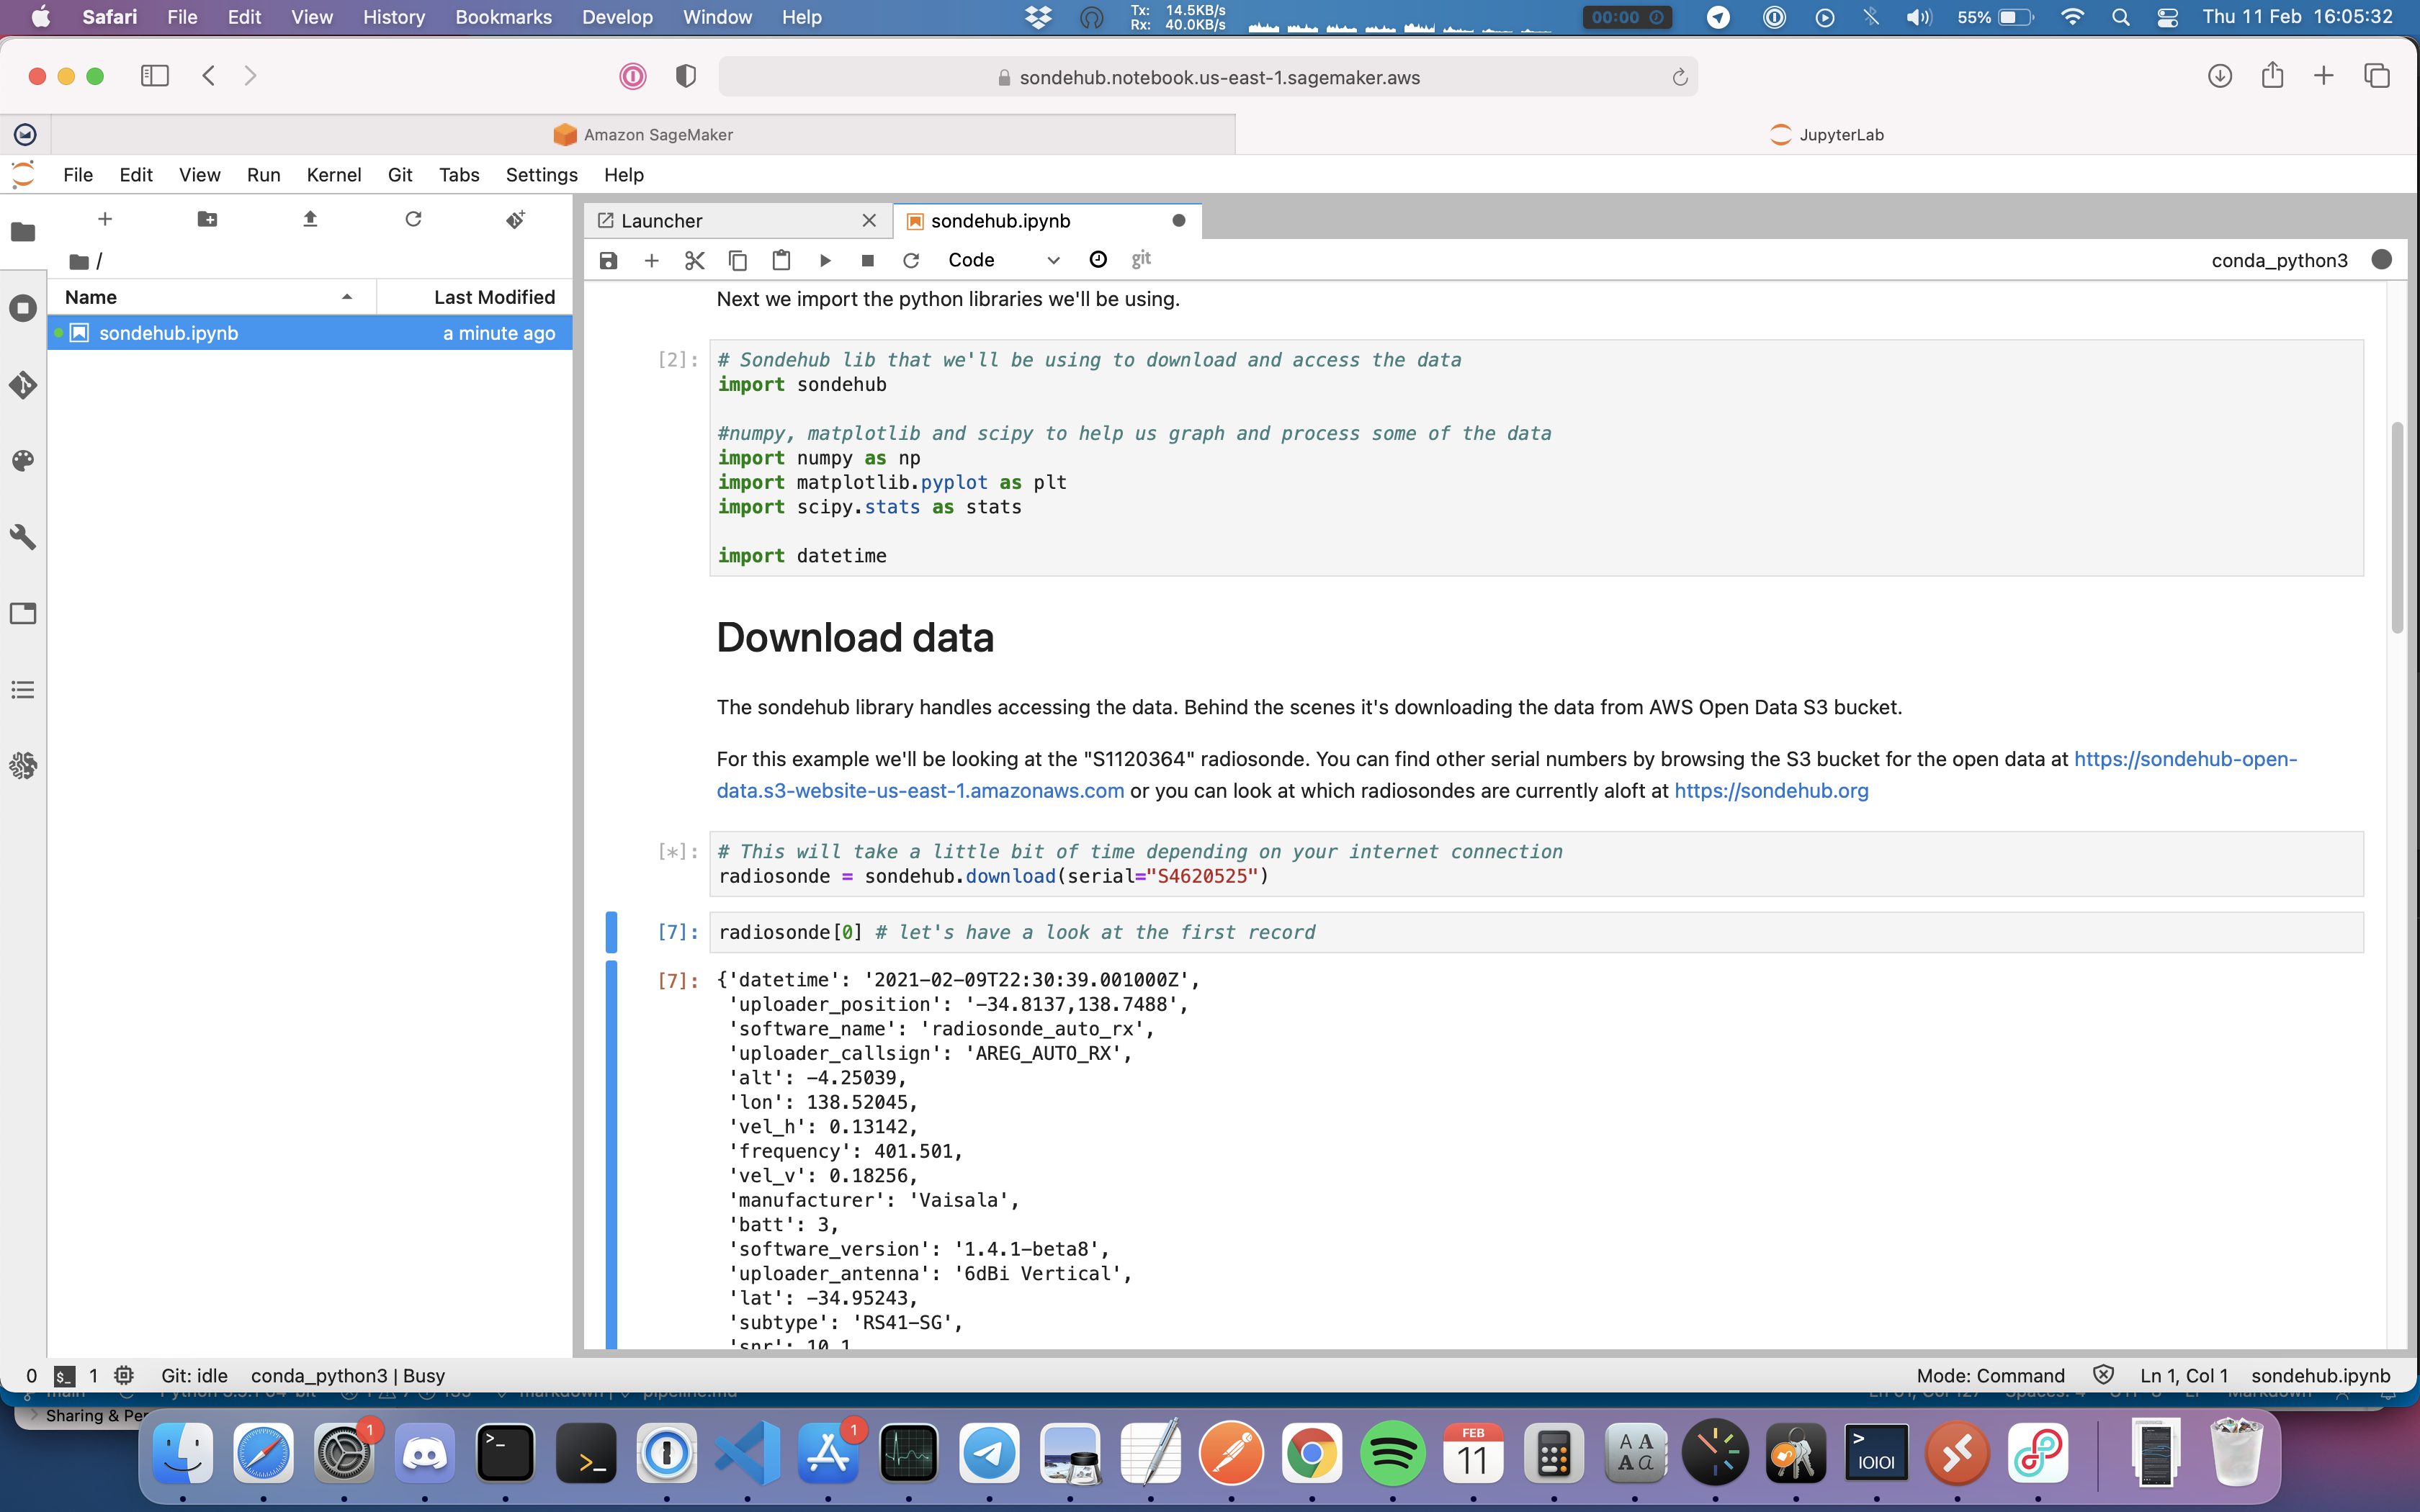 Safari File Edit View History Bookmarks Develop Window Help
Tx: 14.5KB/s
Rx: 40.0KB/s
00:00
55%
Thu 11 Feb 16:05:32
sondehub.notebook.us-east-1.sagemaker.aws
Amazon SageMaker
JupyterLab
File Edit View Run Kernel Git Tabs Settings Help
Launcher
sondehub.ipynb
Code
git
conda_python3
/
Name Last Modified
sondehub.ipynb a minute ago
Next we import the python libraries we'll be using.
[2]: # Sondehub lib that we'll be using to download and access the data
import sondehub
#numpy, matplotlib and scipy to help us graph and process some of the data
import numpy as np
import matplotlib.pyplot as plt
import scipy.stats as stats
import datetime
Download data
The sondehub library handles accessing the data. Behind the scenes it's downloading the data from AWS Open Data S3 bucket.
For this example we'll be looking at the "S1120364" radiosonde. You can find other serial numbers by browsing the S3 bucket for the open data at https://sondehub-open-
data.s3-website-us-east-1.amazonaws.com or you can look at which radiosondes are currently aloft at https://sondehub.org
[*]: # This will take a little bit of time depending on your internet connection
radiosonde = sondehub.download(serial="S4620525")
[7]: radiosonde[0] # let's have a look at the first record
[7]: {'datetime': '2021-02-09T22:30:39.001000Z',
'uploader_position': '-34.8137,138.7488',
'software_name': 'radiosonde_auto_rx',
'uploader_callsign': 'AREG_AUTO_RX',
'alt': -4.25039,
'lon': 138.52045,
'vel_h': 0.13142,
'frequency': 401.501,
'vel_v': 0.18256,
'manufacturer': 'Vaisala',
'batt': 3,
'software_version': '1.4.1-beta8',
'uploader_antenna': '6dBi Vertical',
'lat': -34.95243,
'subtype': 'RS41-SG',
'snr': 10.1
0 $_ 1 Git: idle conda_python3 | Busy
Mode: Command Ln 1, Col 1 sondehub.ipynb
Sharing & Per
1
1
FEB
11
IOIOI